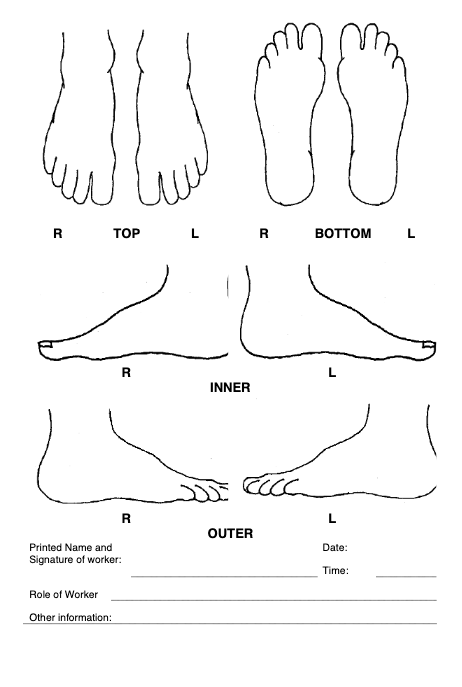 R TOP L R BOTTOM L
R L
INNER
R L
OUTER
Printed Name and Date:
Signature of worker:
Time:
Role of Worker
Other information: